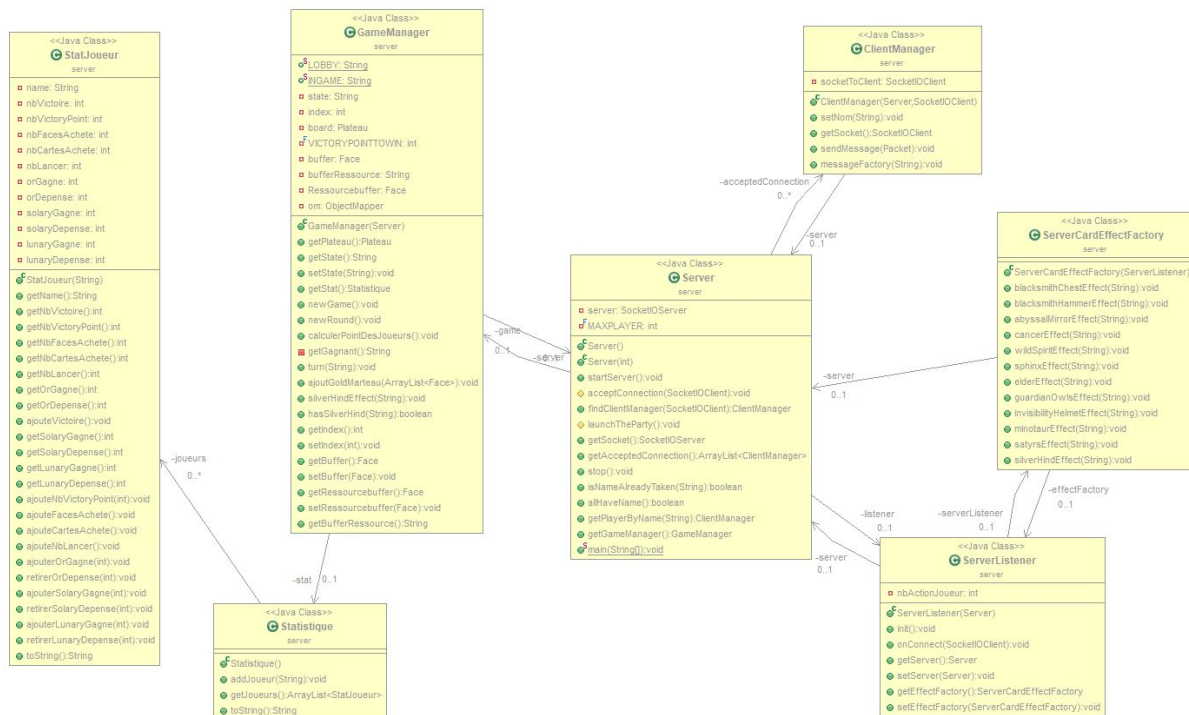 <<Java Class>>
StatJoueur
server
name: String
nbVictoire: int
nbVictoryPoint: int
nbFacesAchete: int
nbCartesAchete: int
nbLancer: int
orGagne: int
orDepense: int
solaryGagne: int
solaryDepense: int
lunaryGagne: int
lunaryDepense: int
StatJoueur(String)
getName():String
getNbVictoire():int
getNbVictoryPoint():int
getNbFacesAchete():int
getNbCartesAchete():int
getNbLancer():int
getOrGagne():int
getOrDepense():int
ajouteVictoire():void
getSolaryGagne():int
getSolaryDepense():int
getLunaryGagne():int
getLunaryDepense():int
ajouteNbVictoryPoint(int):void
ajouteFacesAchete():void
ajouteCartesAchete():void
ajouteNbLancer():void
ajouterOrGagne(int):void
retirerOrDepense(int):void
ajouterSolaryGagne(int):void
retirerSolaryDepense(int):void
ajouterLunaryGagne(int):void
retirerLunaryDepense(int):void
toString():String
-joueurs
0..*
<<Java Class>>
GameManager
server
LOBBY: String
INGAME: String
state: String
index: int
board: Plateau
VICTORYPOINTTOWIN: int
buffer: Face
bufferRessource: String
Ressourcebuffer: Face
om: ObjectMapper
GameManager(Server)
getPlateau():Plateau
getState():String
setState(String):void
getStat():Statistique
newGame():void
newRound():void
calculerPointDesJoueurs():void
getGagnant():String
turn(String):void
ajoutGoldMarteau(ArrayList<Face>):void
silverHindEffect(String):void
hasSilverHind(String):boolean
getIndex():int
setIndex(int):void
getBuffer():Face
setBuffer(Face):void
getRessourcebuffer():Face
setRessourcebuffer(Face):void
getBufferRessource():String
-stat 0..1
<<Java Class>>
Statistique
server
Statistique()
addJoueur(String):void
getJoueurs():ArrayList<StatJoueur>
toString():String
-game
0..1
-server
0..1
<<Java Class>>
Server
server
server: SocketIOServer
MAXPLAYER: int
Server()
Server(int)
startServer():void
acceptConnection(SocketIOClient):void
findClientManager(SocketIOClient):ClientManager
launchTheParty():void
getSocket():SocketIOServer
getAcceptedConnection():ArrayList<ClientManager>
stop():void
isNameAlreadyTaken(String):boolean
allHaveName():boolean
getPlayerByName(String):ClientManager
getGameManager():GameManager
main(String[]):void
<<Java Class>>
ClientManager
server
socketToClient: SocketIOClient
ClientManager(Server,SocketIOClient)
setNom(String):void
getSocket():SocketIOClient
sendMessage(Packet):void
messageFactory(String):void
-acceptedConnection
0..*
-server
0..1
<<Java Class>>
ServerCardEffectFactory
server
ServerCardEffectFactory(ServerListener)
blacksmithChestEffect(String):void
blacksmithHammerEffect(String):void
abyssalMirrorEffect(String):void
cancerEffect(String):void
wildSpiritEffect(String):void
sphinxEffect(String):void
elderEffect(String):void
guardianOwlsEffect(String):void
invisibilityHelmetEffect(String):void
minotaurEffect(String):void
satyrsEffect(String):void
silverHindEffect(String):void
-server
0..1
-effectFactory
0..1
-serverListener
0..1
-listener
0..1
-server
0..1
<<Java Class>>
ServerListener
server
nbActionJoueur: int
ServerListener(Server)
init():void
onConnect(SocketIOClient):void
getServer():Server
setServer(Server):void
getEffectFactory():ServerCardEffectFactory
setEffectFactory(ServerCardEffectFactory):void